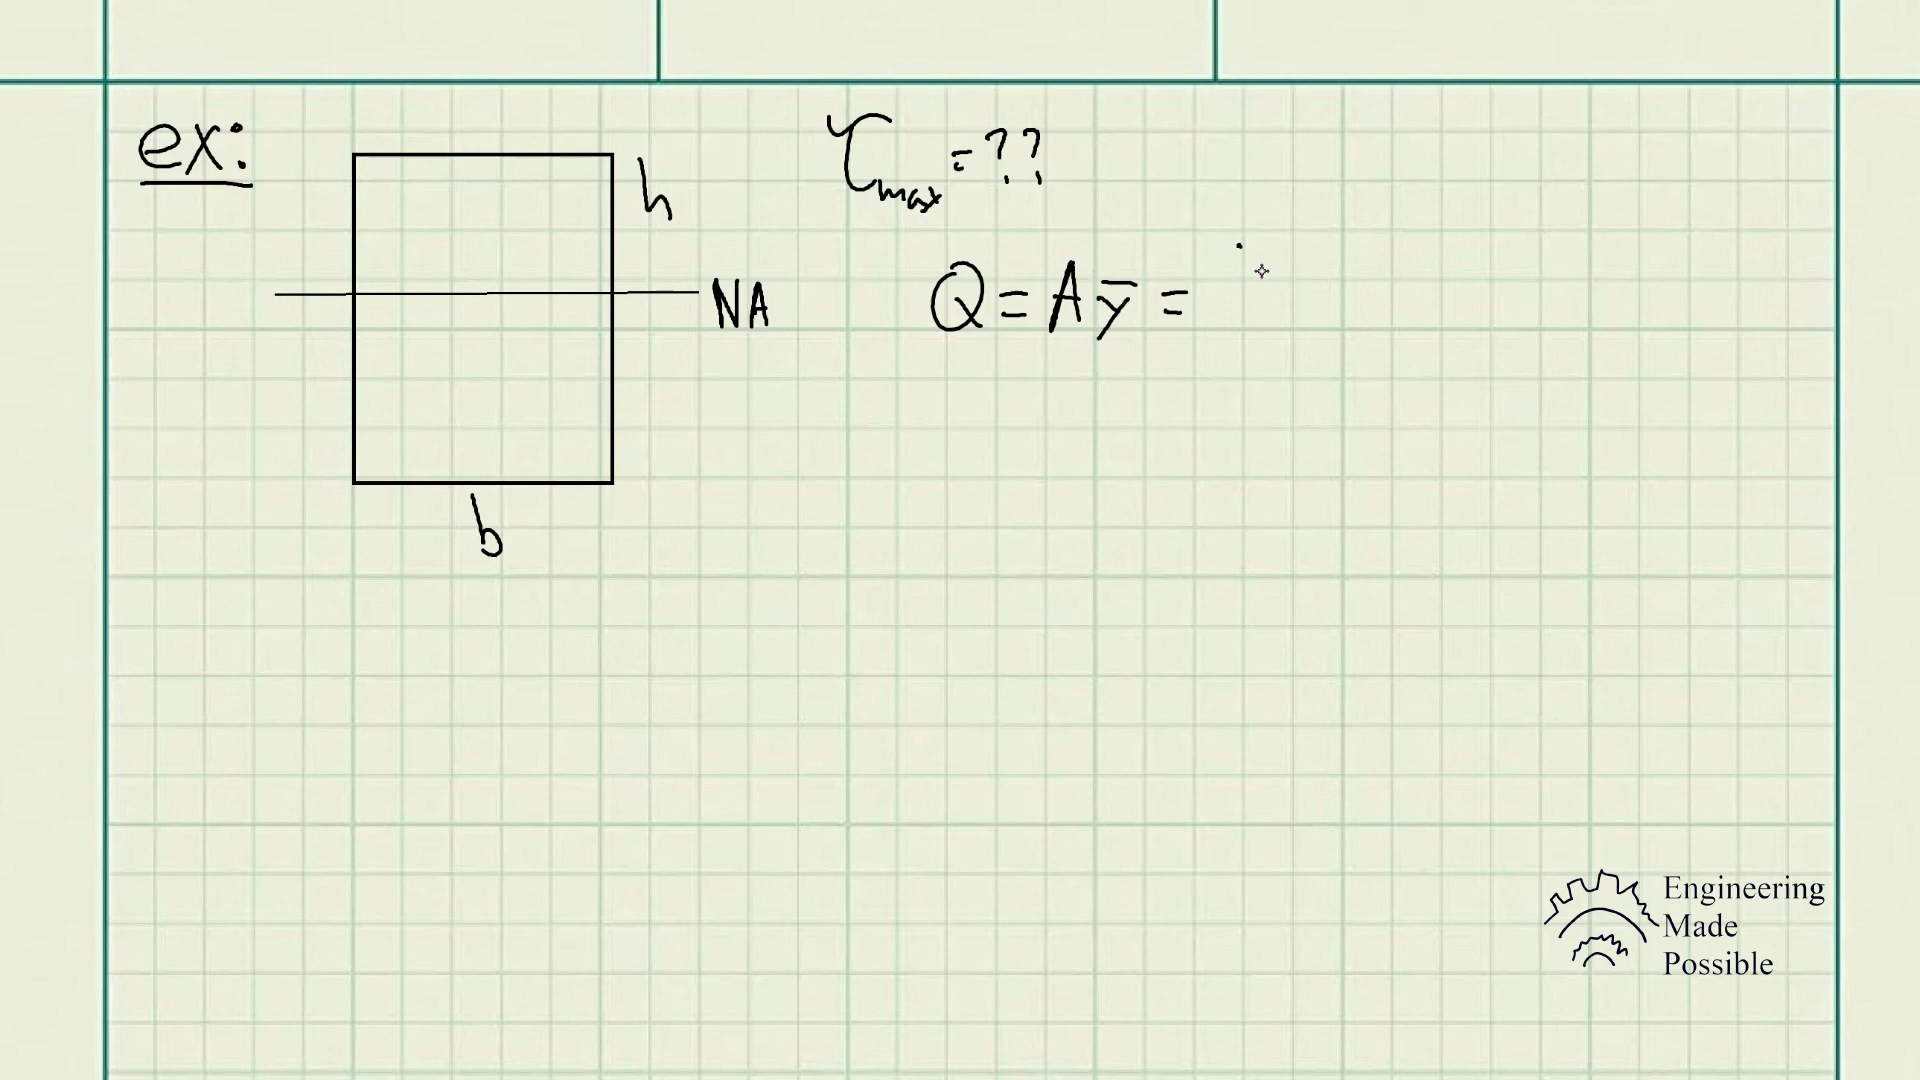 ex:
h
τmax = ??
NA
Q = Aȳ =
b
Engineering
Made
Possible